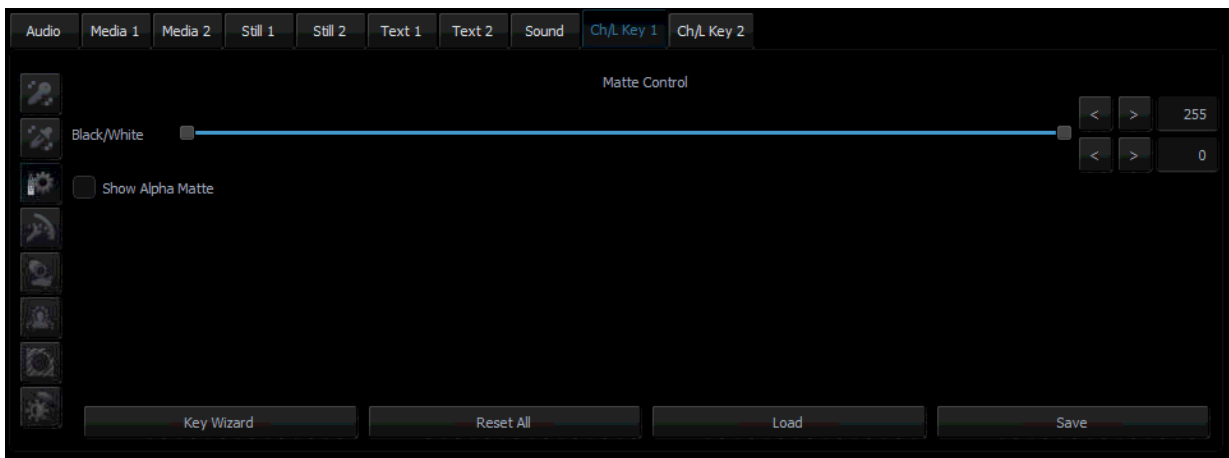 Audio Media 1 Media 2 Still 1 Still 2 Text 1 Text 2 Sound Ch/L Key 1 Ch/L Key 2
Matte Control
< > 255
Black/White
< > 0
Show Alpha Matte
Key Wizard Reset All Load Save